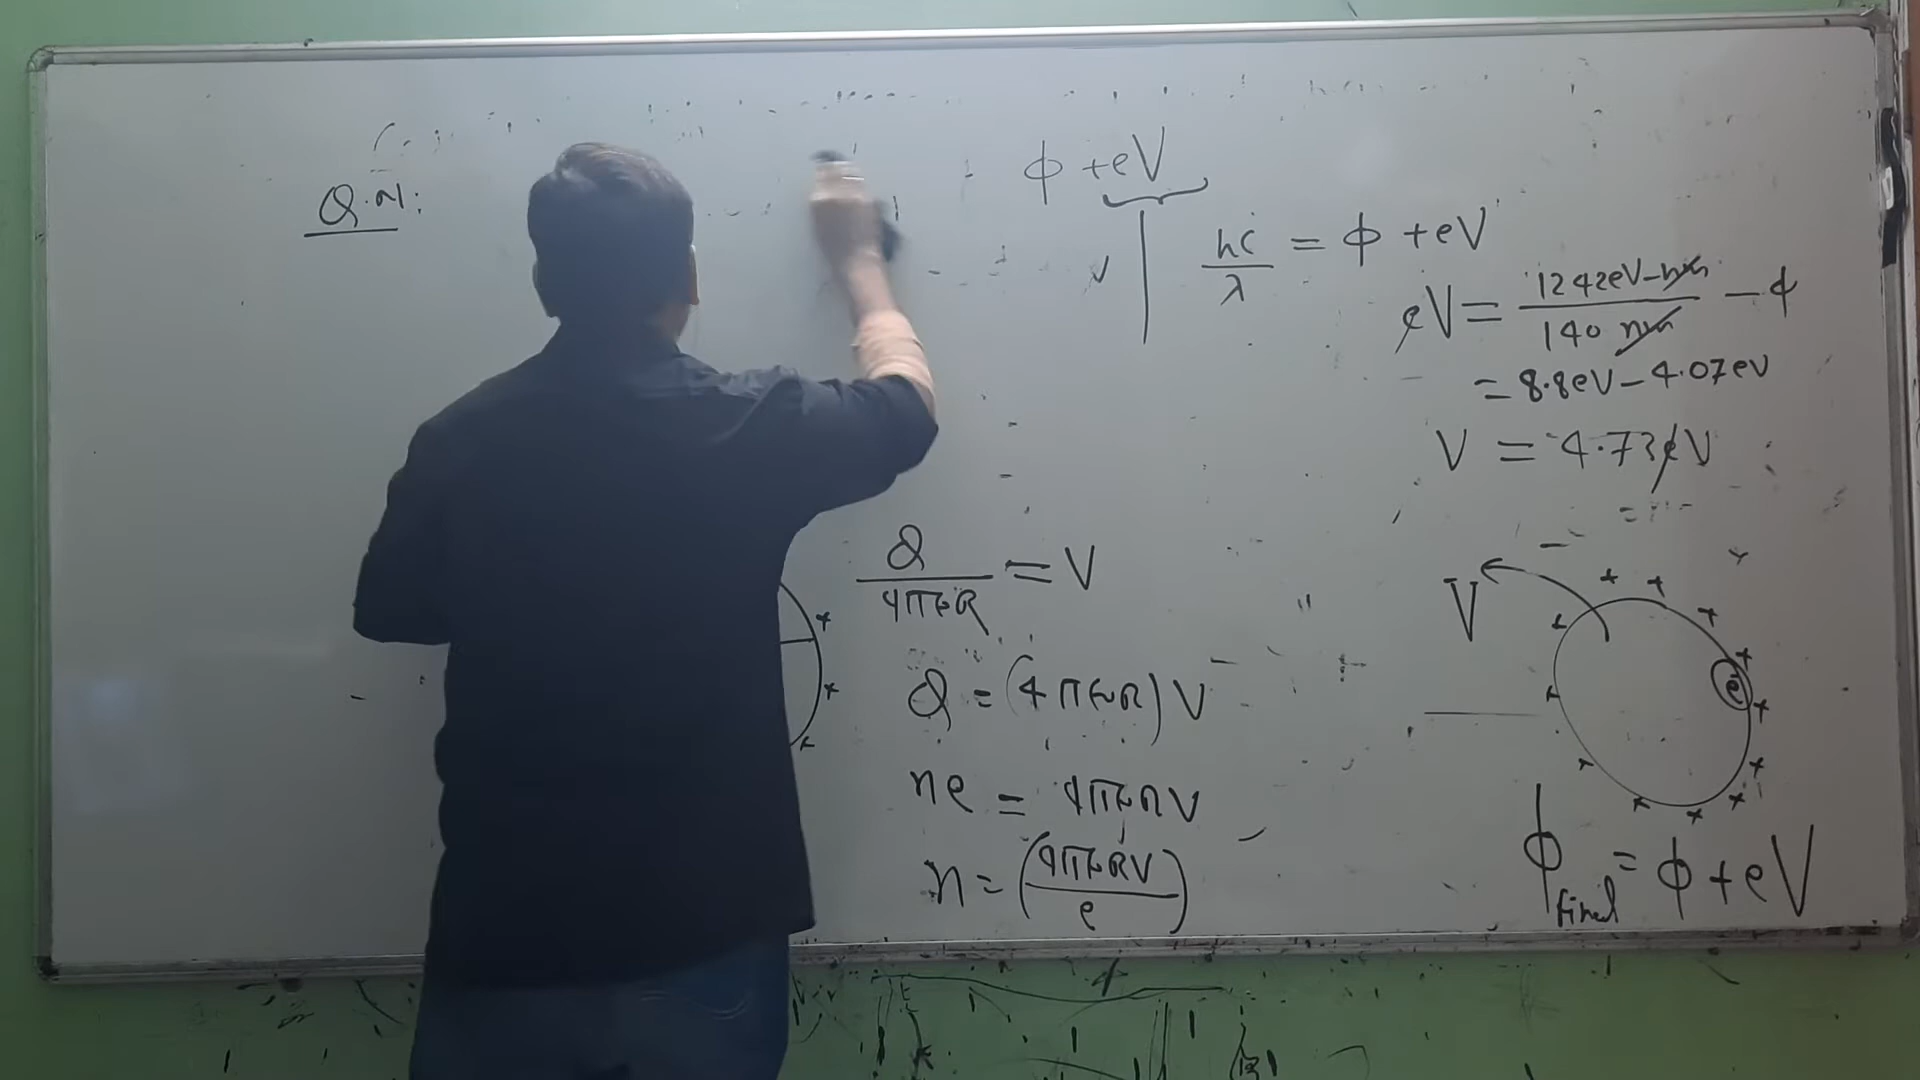 Q.N:
ϕ + eV
hc/λ = ϕ + eV
eV = 1242eV-nm/140 nm - ϕ
= 8.8eV - 4.07eV
V = 4.73eV
Q/4πε₀R = V
Q = (4πε₀R) V
ne = 4πε₀RV
n = (4πε₀RV/e)
V
e
ϕfinal = ϕ + eV